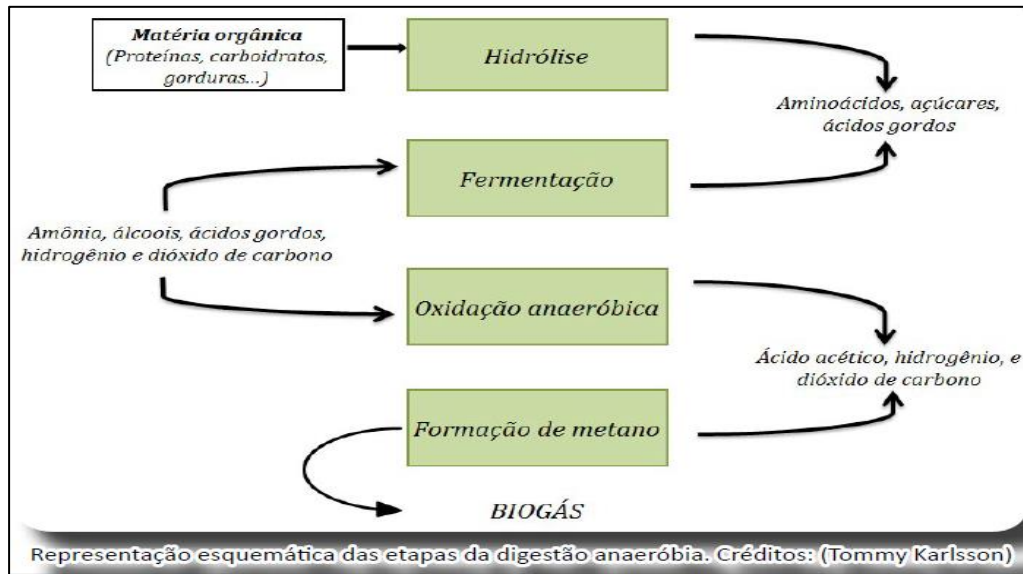 Matéria orgânica
(Proteínas, carboidratos,
gorduras...)
Hidrólise
Aminoácidos, açúcares,
ácidos gordos
Fermentação
Amônia, álcoois, ácidos gordos,
hidrogênio e dióxido de carbono
Oxidação anaeróbica
Ácido acético, hidrogênio, e
dióxido de carbono
Formação de metano
BIOGÁS
Representação esquemática das etapas da digestão anaeróbia. Créditos: (Tommy Karlsson)